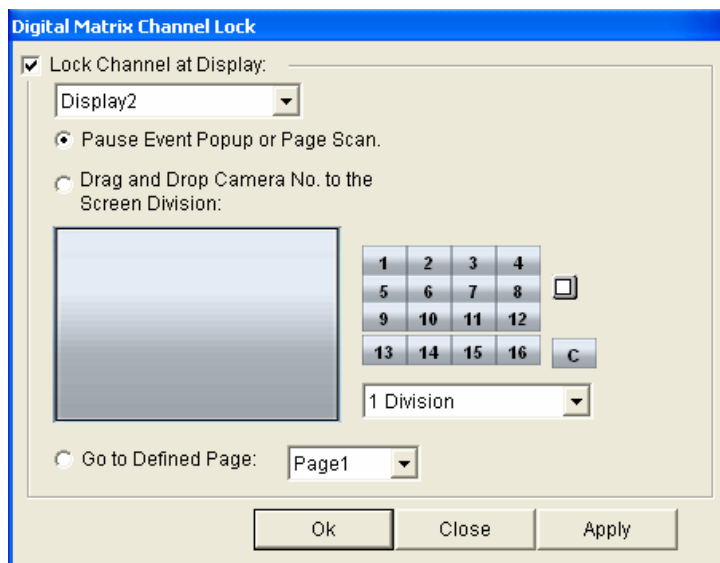 Digital Matrix Channel Lock
Lock Channel at Display:
Display2
Pause Event Popup or Page Scan.
Drag and Drop Camera No. to the
Screen Division:
1 2 3 4
5 6 7 8
9 10 11 12
13 14 15 16 C
1 Division
Go to Defined Page: Page1
Ok Close Apply